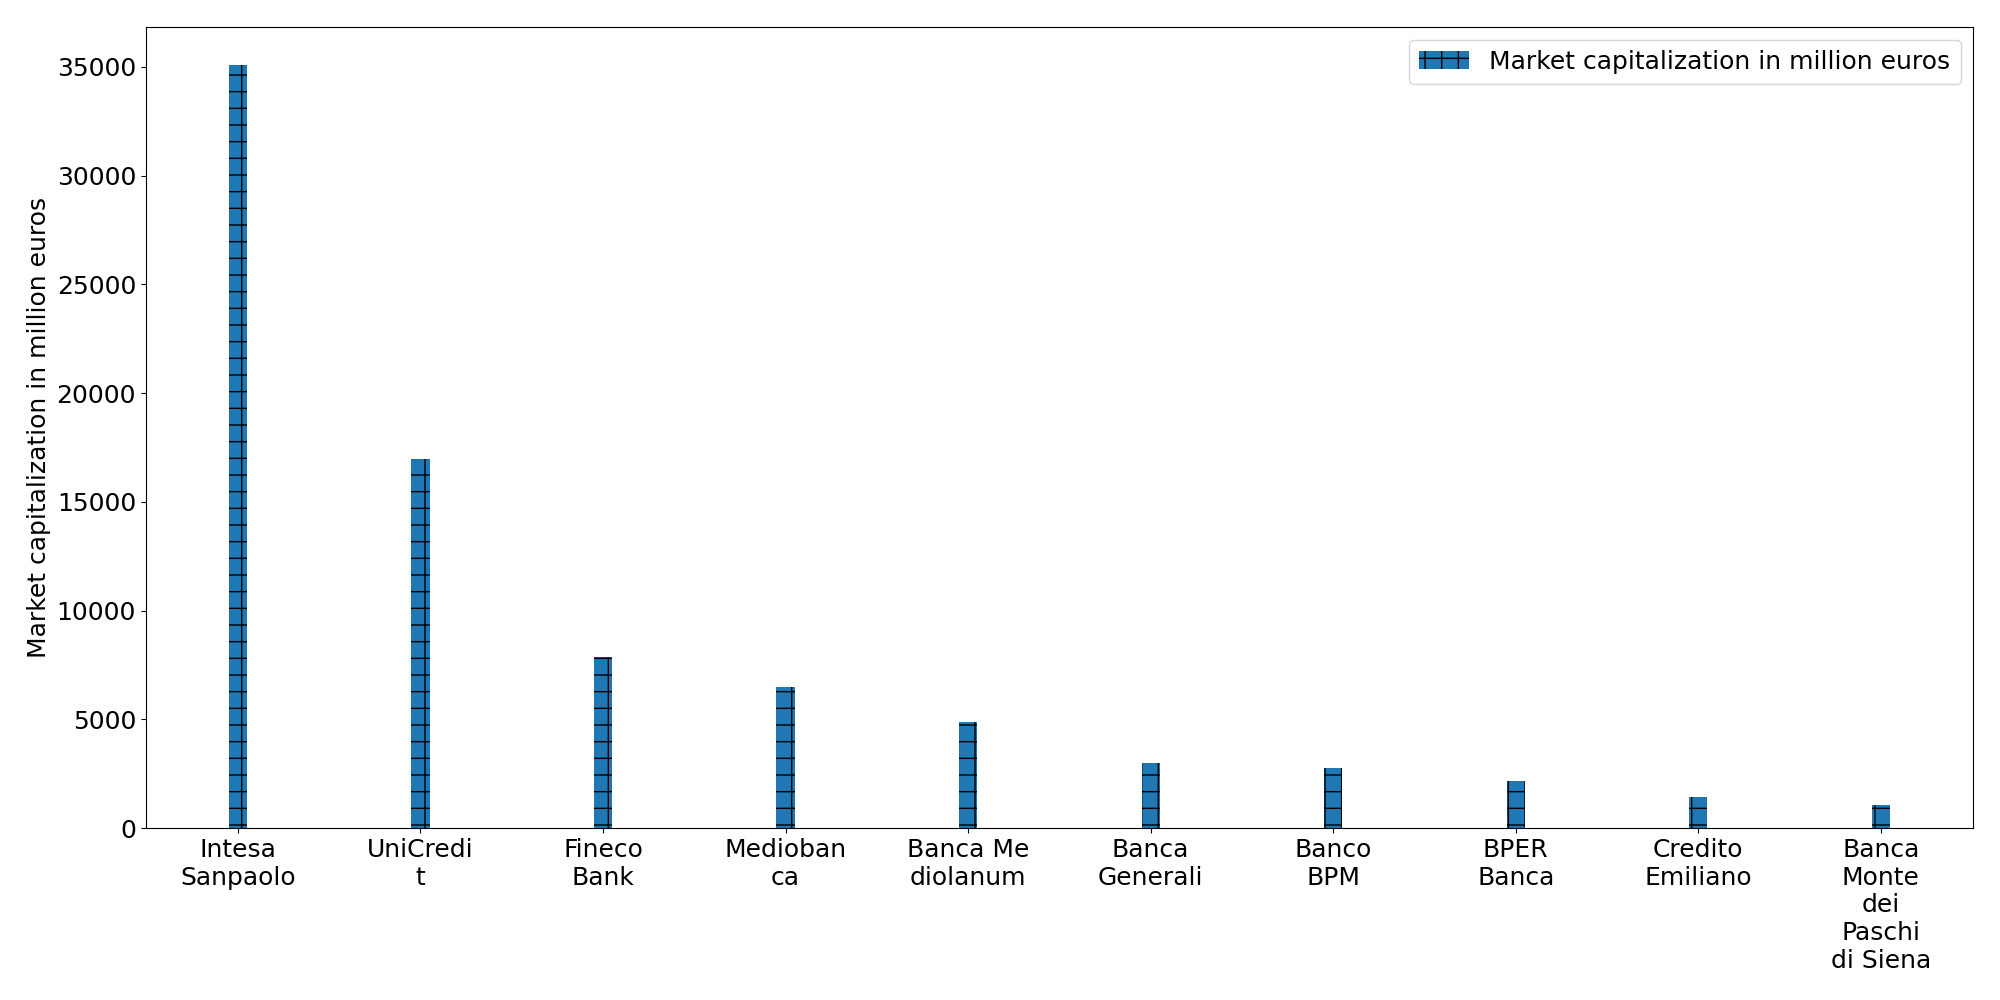 Market capitalization in million euros
35000
30000
25000
20000
15000
10000
5000
0
Market capitalization in million euros
Intesa
Sanpaolo
UniCredi
t
Fineco
Bank
Medioban
ca
Banca Me
diolanum
Banca
Generali
Banco
BPM
BPER
Banca
Credito
Emiliano
Banca
Monte
dei
Paschi
di Siena